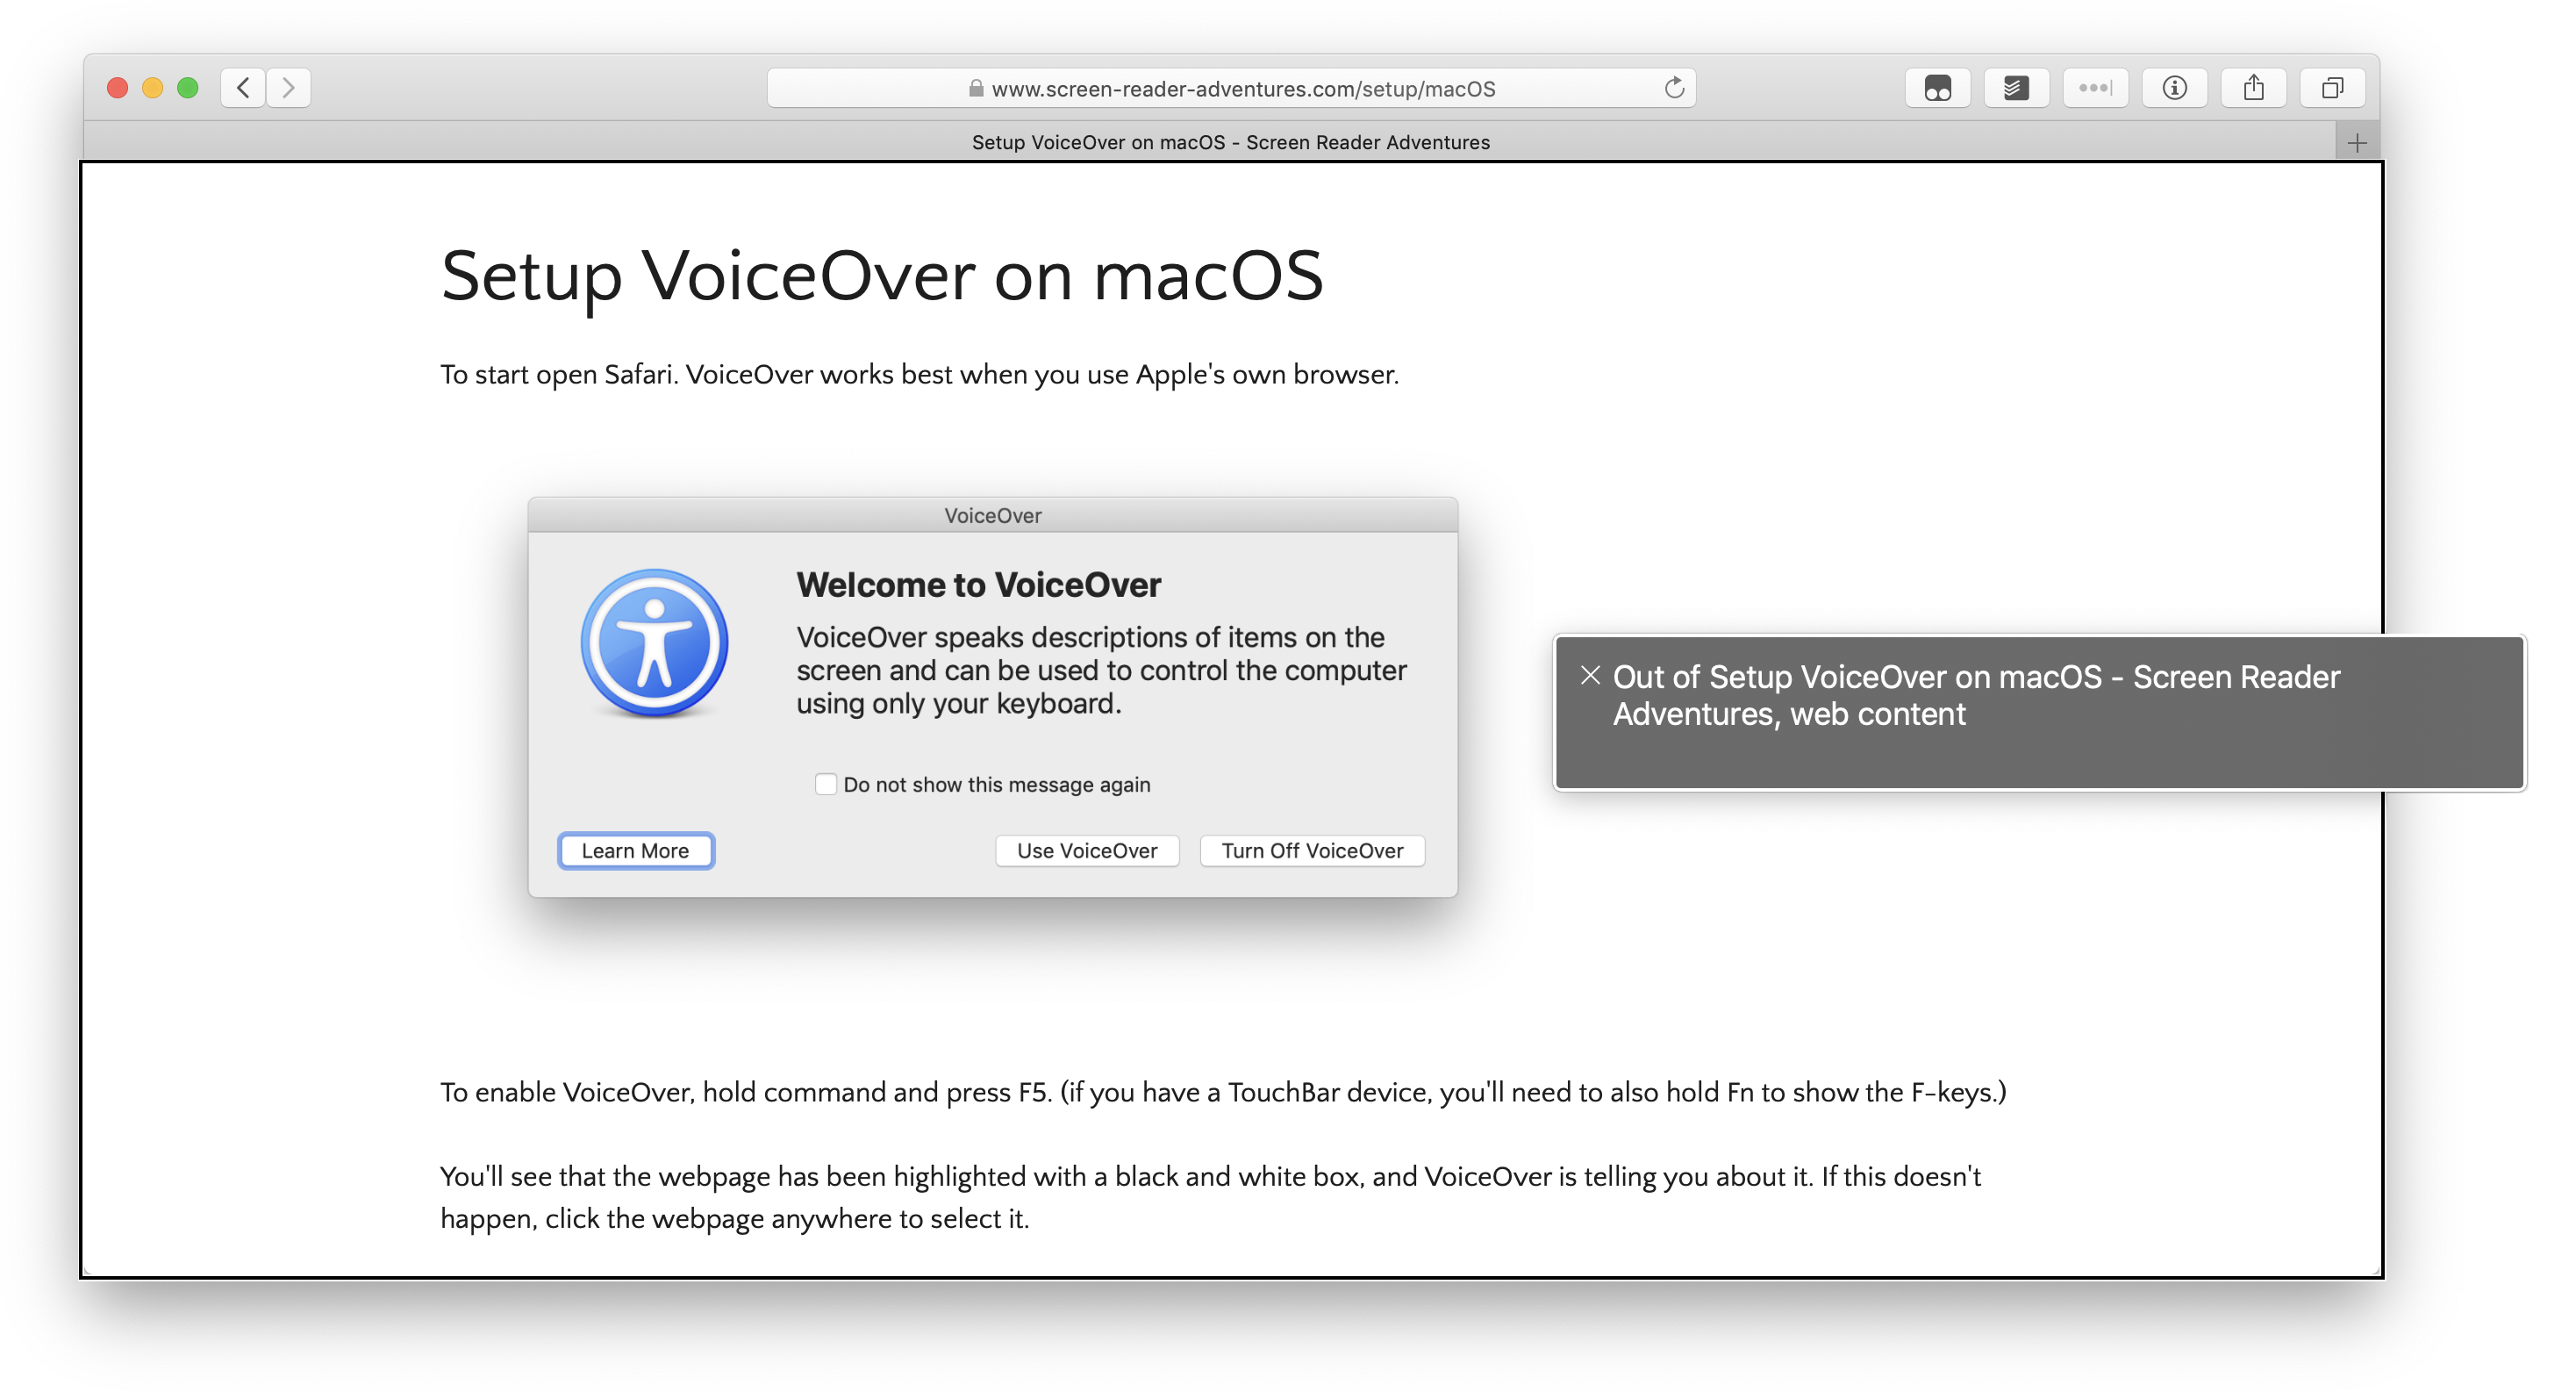 www.screen-reader-adventures.com/setup/macOS
Setup VoiceOver on macOS - Screen Reader Adventures
Setup VoiceOver on macOS
To start open Safari. VoiceOver works best when you use Apple's own browser.
VoiceOver
Welcome to VoiceOver
VoiceOver speaks descriptions of items on the
screen and can be used to control the computer
using only your keyboard.
Do not show this message again
Learn More
Use VoiceOver
Turn Off VoiceOver
Out of Setup VoiceOver on macOS - Screen Reader
Adventures, web content
To enable VoiceOver, hold command and press F5. (if you have a TouchBar device, you'll need to also hold Fn to show the F-keys.)
You'll see that the webpage has been highlighted with a black and white box, and VoiceOver is telling you about it. If this doesn't
happen, click the webpage anywhere to select it.